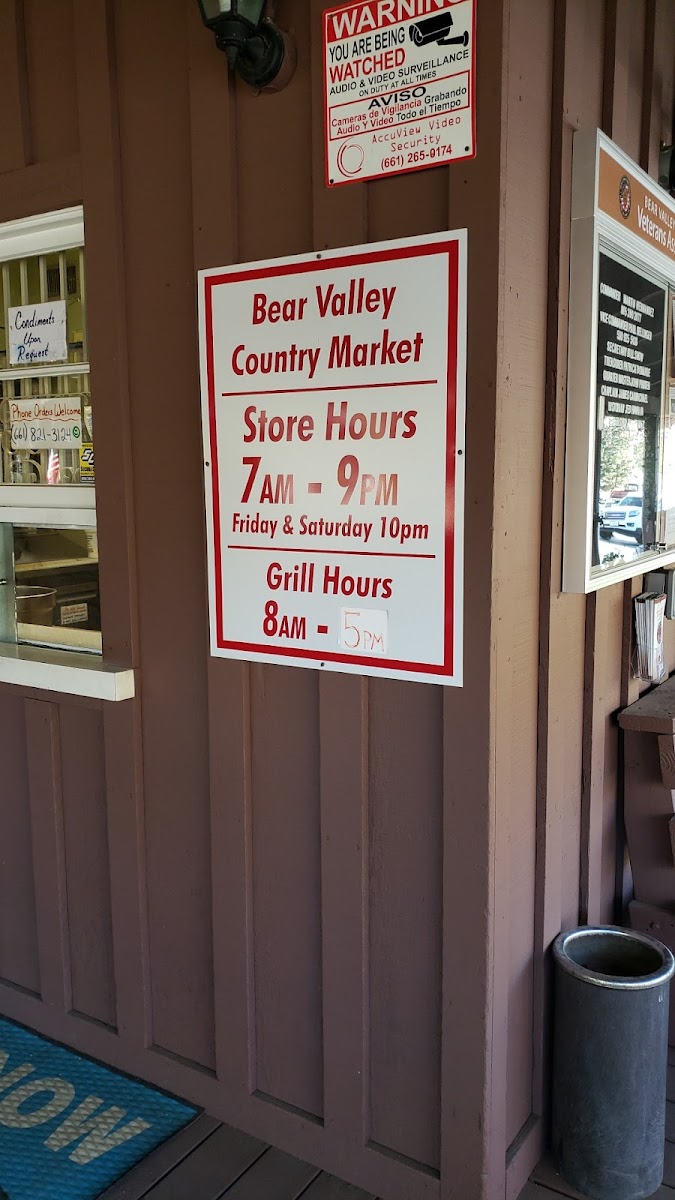 WARNING
YOU ARE BEING
WATCHED
AUDIO & VIDEO SURVEILLANCE
ON DUTY AT ALL TIMES
AVISO
Cameras de Vigilancia Grabando
Audio Y Video Todo el Tiempo
AccuView Video
Security
(661) 265-9174
Bear Valley
Country Market
Store Hours
7AM - 9PM
Friday & Saturday 10pm
Grill Hours
8AM - 5PM
Condiments
Upon
Request
Phone Orders Welcome
(661) 821-3124
BEAR VALLEY
Veterans As
NOW